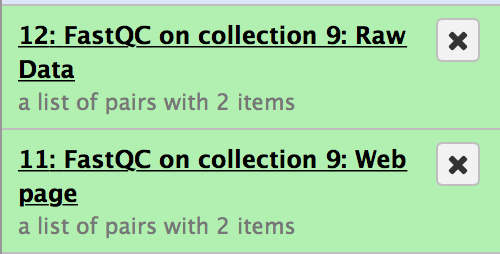 12: FastQC on collection 9: Raw
Data
a list of pairs with 2 items
11: FastQC on collection 9: Web
page
a list of pairs with 2 items